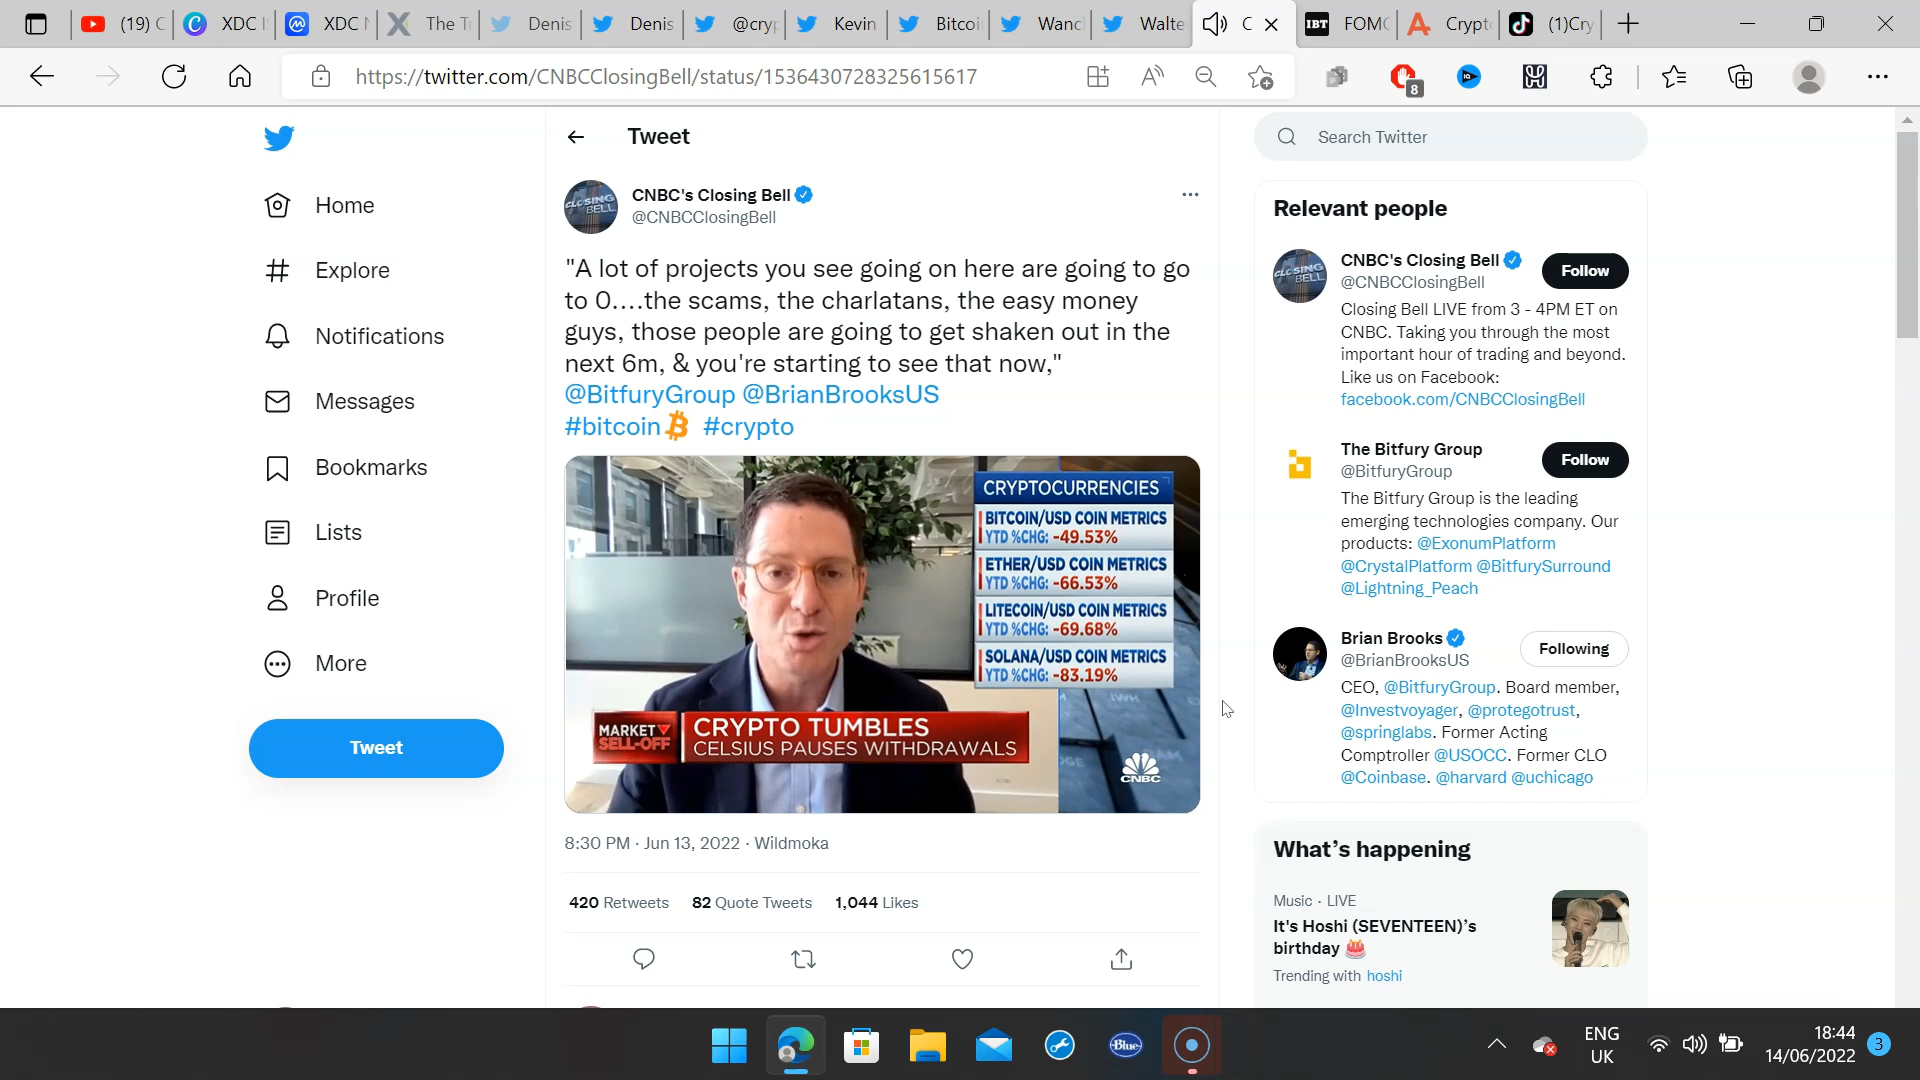 (19) C
XDC I
XDC N
The T
Denis
Denis
@cryp
Kevin
Bitcoi
Wanc
Walte
C
IBT FOMC
Crypt
(1)Cry
https://twitter.com/CNBCClosingBell/status/1536430728325615617
8
Home
Explore
Notifications
Messages
Bookmarks
Lists
Profile
More
Tweet
Tweet
CLOSING
BELL
CNBC's Closing Bell
@CNBCClosingBell
"A lot of projects you see going on here are going to go
to 0....the scams, the charlatans, the easy money
guys, those people are going to get shaken out in the
next 6m, & you're starting to see that now,"
@BitfuryGroup @BrianBrooksUS
#bitcoin #crypto
CRYPTOCURRENCIES
BITCOIN/USD COIN METRICS
YTD %CHG: -49.53%
ETHER/USD COIN METRICS
YTD %CHG: -66.53%
LITECOIN/USD COIN METRICS
YTD %CHG: -69.68%
SOLANA/USD COIN METRICS
YTD %CHG: -83.19%
MARKET
SELL-OFF
CRYPTO TUMBLES
CELSIUS PAUSES WITHDRAWALS
CNBC
8:30 PM · Jun 13, 2022 · Wildmoka
420 Retweets 82 Quote Tweets 1,044 Likes
Search Twitter
Relevant people
CLOSING
BELL
CNBC's Closing Bell
@CNBCClosingBell
Follow
Closing Bell LIVE from 3 - 4PM ET on
CNBC. Taking you through the most
important hour of trading and beyond.
Like us on Facebook:
facebook.com/CNBCClosingBell
The Bitfury Group
@BitfuryGroup
Follow
The Bitfury Group is the leading
emerging technologies company. Our
products: @ExonumPlatform
@CrystalPlatform @BitfurySurround
@Lightning_Peach
Brian Brooks
@BrianBrooksUS
Following
CEO, @BitfuryGroup. Board member,
@Investvoyager, @protegotrust,
@springlabs. Former Acting
Comptroller @USOCC. Former CLO
@Coinbase. @harvard @uchicago
What's happening
Music · LIVE
It's Hoshi (SEVENTEEN)'s
birthday
Trending with hoshi
Blue
ENG
UK
18:44
14/06/2022
3